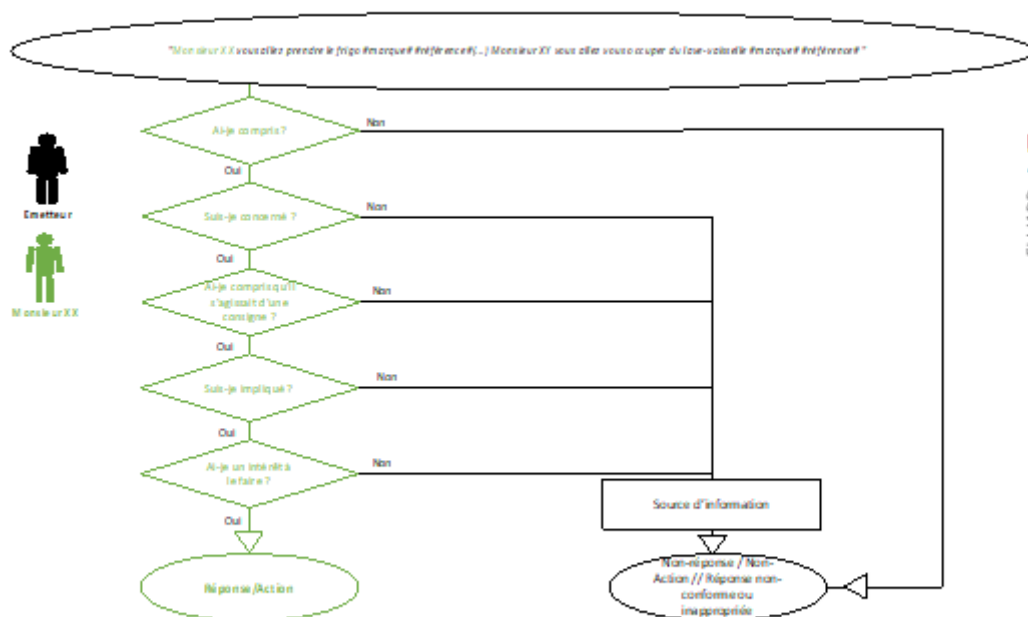 "Monsieur XX vous allez prendre le frigo #marque# #référence#(...) Monsieur XY vous allez vous occuper du lave-vaisselle #marque# #référence# "
Ai-je compris ?
Non
Oui
Emetteur
Suis-je concerné ?
Non
Oui
Monsieur XX
Ai-je compris qu'il
s'agissait d'une
consigne ?
Non
Oui
Suis-je impliqué ?
Non
Oui
Ai-je un intérêt à
le faire ?
Non
Oui
Source d'information
Réponse/Action
Non-réponse / Non-
Action // Réponse non-
conforme ou
inappropriée